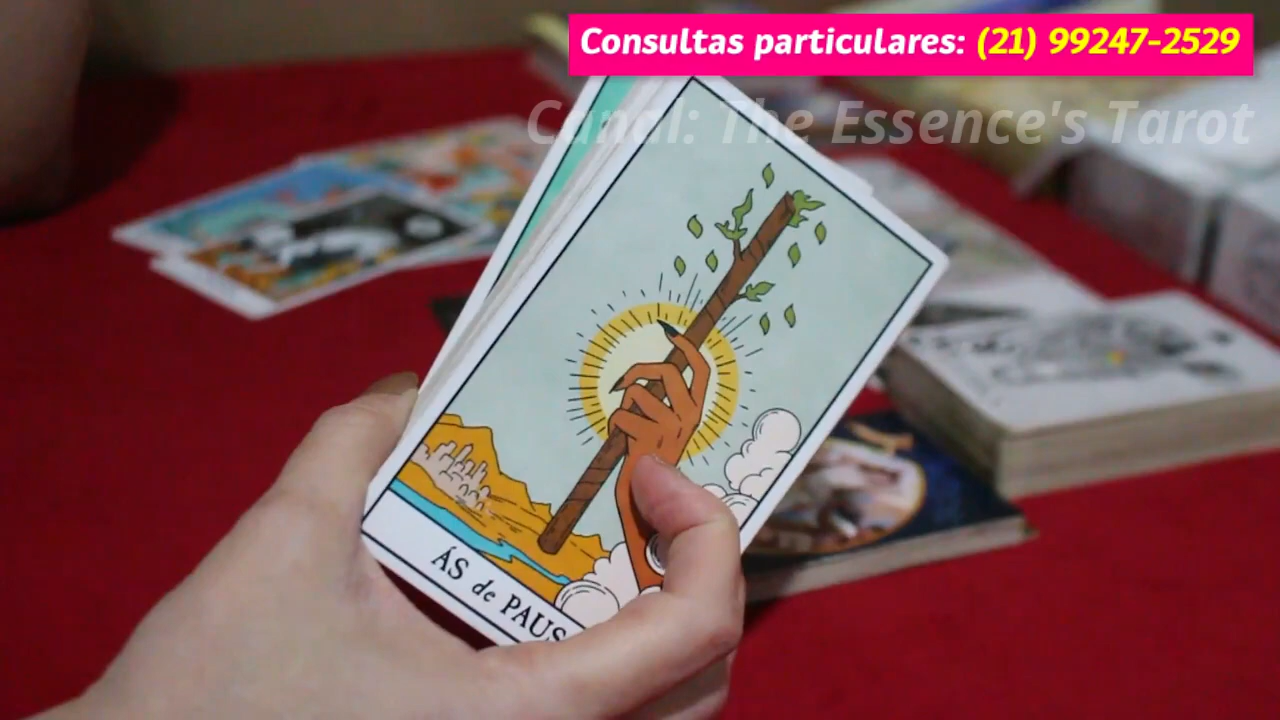 Consultas particulares: (21) 99247-2529
Canal: The Essence's Tarot
ÁS de PAUS